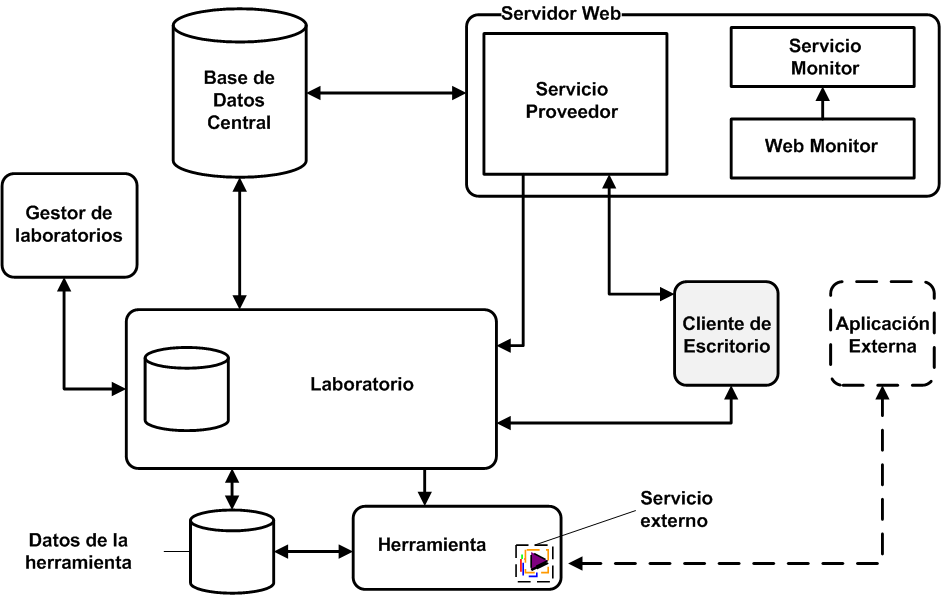 Servidor Web
Base de
Datos
Central
Servicio
Proveedor
Servicio
Monitor
Web Monitor
Gestor de
laboratorios
Cliente de
Escritorio
Aplicación
Externa
Laboratorio
Servicio
externo
Datos de la
herramienta
Herramienta